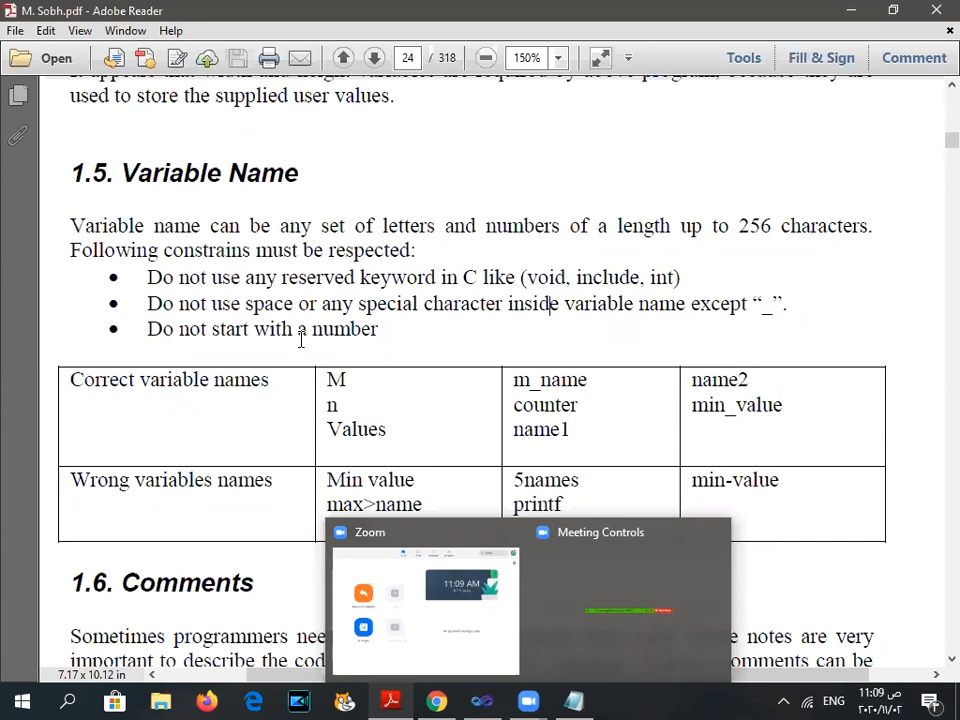 M. Sobh.pdf - Adobe Reader
File Edit View Window Help
Open 24 / 318 150% Tools Fill & Sign Comment
used to store the supplied user values.
1.5. Variable Name
Variable name can be any set of letters and numbers of a length up to 256 characters.
Following constrains must be respected:
• Do not use any reserved keyword in C like (void, include, int)
• Do not use space or any special character inside variable name except “_”.
• Do not start with a number
Correct variable names M m_name name2
n counter min_value
Values name1
Wrong variables names Min value 5names min-value
max>name printf
Zoom Meeting Controls
11:09 AM
1.6. Comments
Sometimes programmers nee notes are very
important to describe the cod omments can be
7.17 x 10.12 in
ENG ص 11:09
٢٠٢٠/١١/٠٢